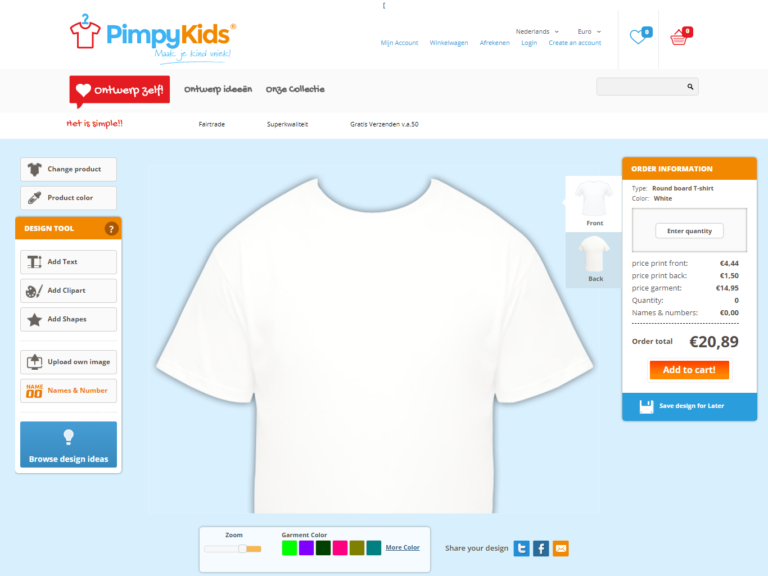 [
PimpyKids®
Maak je kind uniek!
Nederlands
Euro
Mijn Account
Winkelwagen
Afrekenen
Login
Create an account
0
0
Ontwerp zelf!
Ontwerp ideeën
Onze Collectie
Het is simple!!
Fairtrade
Superkwaliteit
Gratis Verzenden v.a.50
Change product
Product color
DESIGN TOOL
?
Add Text
Add Clipart
Add Shapes
Upload own image
NAME
00
Names & Number
Browse design ideas
Front
Back
ORDER INFORMATION
Type: Round board T-shirt
Color: White
Enter quantity
price print front: €4,44
price print back: €1,50
price garment: €14,95
Quantity: 0
Names & numbers: €0,00
Order total €20,89
Add to cart!
Save design for Later
Zoom
Garment Color
More Color
Share your design